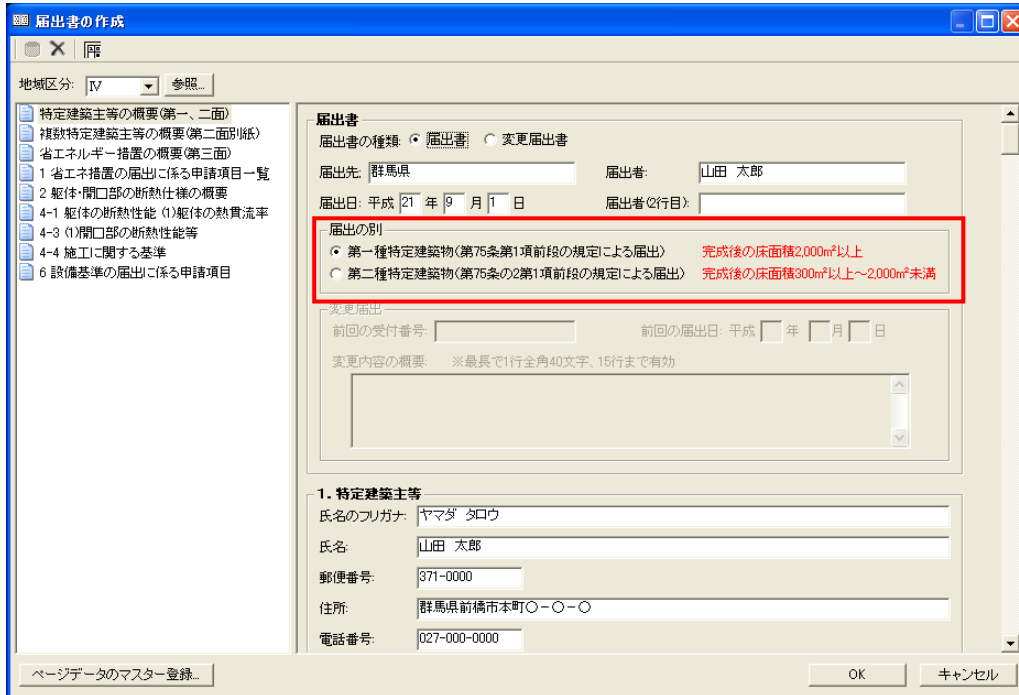 届出書の作成
地域区分: Ⅳ 参照...
特定建築主等の概要(第一、二面)
複数特定建築主等の概要(第二面別紙)
省エネルギー措置の概要(第三面)
1 省エネ措置の届出に係る申請項目一覧
2 躯体・開口部の断熱仕様の概要
4-1 躯体の断熱性能 (1)躯体の熱貫流率
4-3 (1)開口部の断熱性能等
4-4 施工に関する基準
6 設備基準の届出に係る申請項目
届出書
届出書の種類: 届出書 変更届出書
届出先: 群馬県 届出者: 山田 太郎
届出日: 平成 21 年 9 月 1 日 届出者(2行目):
届出の別
第一種特定建築物(第75条第1項前段の規定による届出) 完成後の床面積2,000㎡以上
第二種特定建築物(第75条の2第1項前段の規定による届出) 完成後の床面積300㎡以上～2,000㎡未満
変更届出
前回の受付番号: 前回の届出日: 平成 年 月 日
変更内容の概要: ※最長で1行全角40文字、15行まで有効
1. 特定建築主等
氏名のフリガナ: ヤマダ タロウ
氏名: 山田 太郎
郵便番号: 371-0000
住所: 群馬県前橋市本町○－○－○
電話番号: 027-000-0000
ページデータのマスター登録... OK キャンセル